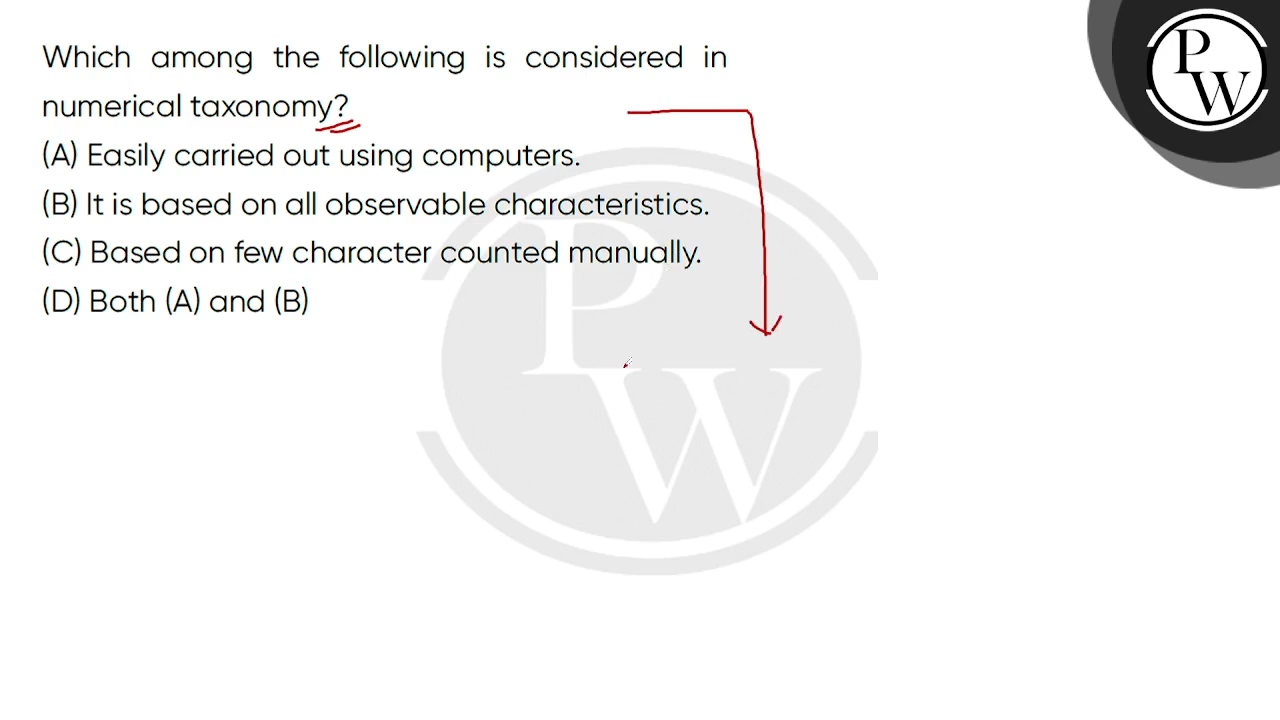 Which among the following is considered in
numerical taxonomy?
(A) Easily carried out using computers.
(B) It is based on all observable characteristics.
(C) Based on few character counted manually.
(D) Both (A) and (B)
P
W
P
W